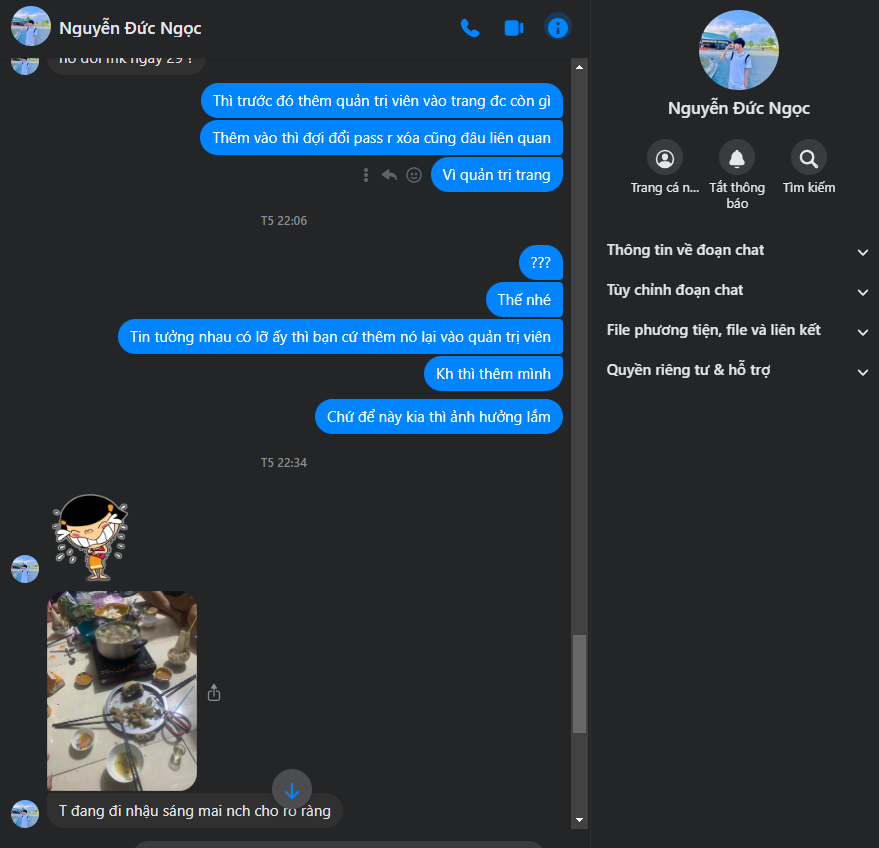 Nguyễn Đức Ngọc
nó đổi mk ngày 29 ?
Thì trước đó thêm quản trị viên vào trang đc còn gì
Thêm vào thì đợi đổi pass r xóa cũng đâu liên quan
Vì quản trị trang
T5 22:06
???
Thế nhé
Tin tưởng nhau có lỡ ấy thì bạn cứ thêm nó lại vào quản trị viên
Kh thì thêm mình
Chứ để này kia thì ảnh hưởng lắm
T5 22:34
T đang đi nhậu sáng mai nch cho rõ ràng
Nguyễn Đức Ngọc
Trang cá n...
Tắt thông
báo
Tìm kiếm
Thông tin về đoạn chat
Tùy chỉnh đoạn chat
File phương tiện, file và liên kết
Quyền riêng tư & hỗ trợ